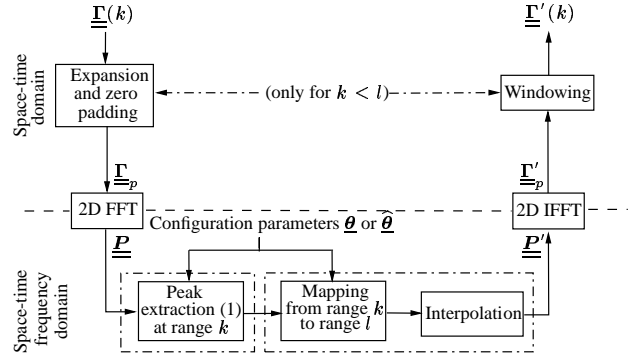 Γ(k)
Γ′(k)
Space-time
domain
Expansion
and zero
padding
(only for k < l)
Windowing
Γp
Γ′p
2D FFT
2D IFFT
Configuration parameters θ or θ̂
P
P′
Space-time
frequency
domain
Peak
extraction (1)
at range k
Mapping
from range k
to range l
Interpolation